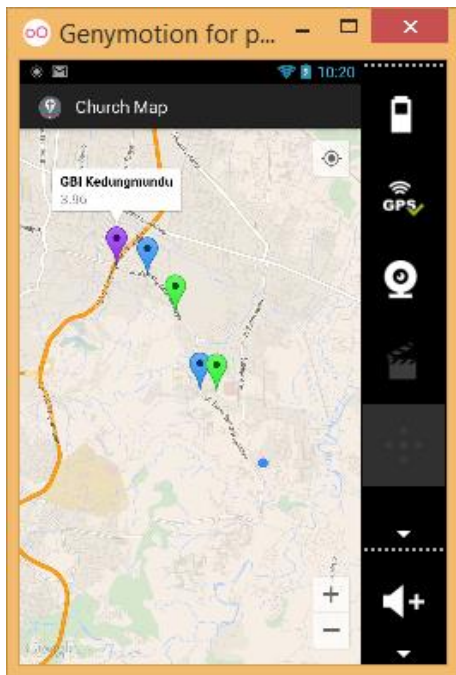 Genymotion for p...
10:20
Church Map
GBI Kedungmundu
3.96
GPS
+
−
Google
+